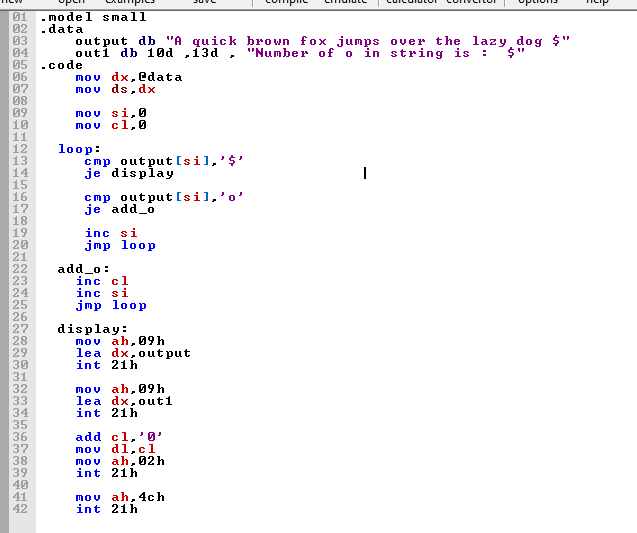 new open examples save compile emulate calculator convertor options help
01 .model small
02 .data
03 output db "A quick brown fox jumps over the lazy dog $"
04 out1 db 10d ,13d , "Number of o in string is :  $"
05 .code
06 mov dx,@data
07 mov ds,dx
08
09 mov si,0
10 mov cl,0
11
12 loop:
13 cmp output[si],'$'
14 je display
15
16 cmp output[si],'o'
17 je add_o
18
19 inc si
20 jmp loop
21
22 add_o:
23 inc cl
24 inc si
25 jmp loop
26
27 display:
28 mov ah,09h
29 lea dx,output
30 int 21h
31
32 mov ah,09h
33 lea dx,out1
34 int 21h
35
36 add cl,'0'
37 mov dl,cl
38 mov ah,02h
39 int 21h
40
41 mov ah,4ch
42 int 21h